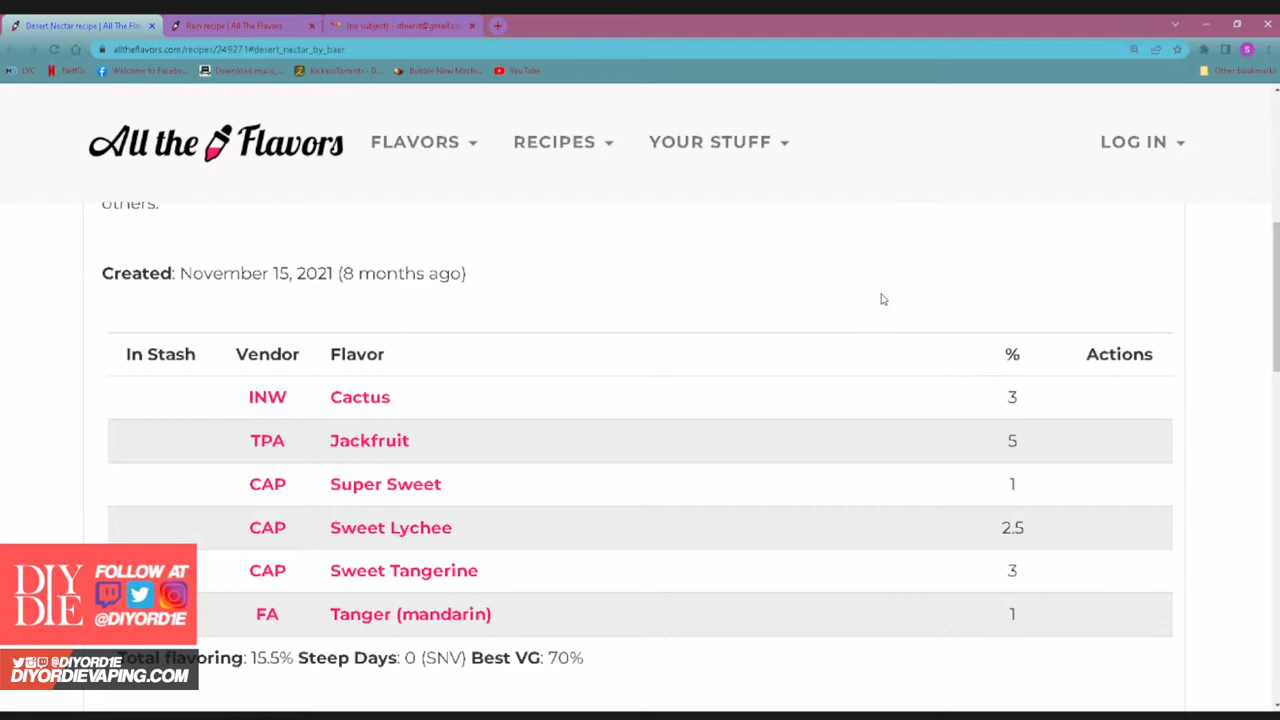 Desert Nectar recipe | All The Fla
Rain recipe | All The Flavors
(no subject) - sthierst@gmail.co
alltheflavors.com/recipes/249271#desert_nectar_by_baer
LYC
Netflix
Welcome to Facebo...
Download music,...
KickassTorrents - D...
Bubble Now Machi...
YouTube
Other bookmarks
All the Flavors
FLAVORS
RECIPES
YOUR STUFF
LOG IN
others.
Created: November 15, 2021 (8 months ago)
In Stash Vendor Flavor % Actions
INW Cactus 3
TPA Jackfruit 5
CAP Super Sweet 1
CAP Sweet Lychee 2.5
CAP Sweet Tangerine 3
FA Tanger (mandarin) 1
Total flavoring: 15.5% Steep Days: 0 (SNV) Best VG: 70%
DIY
DIE
FOLLOW AT
@DIYORD1E
@DIYORD1E
DIYORDIEVAPING.COM